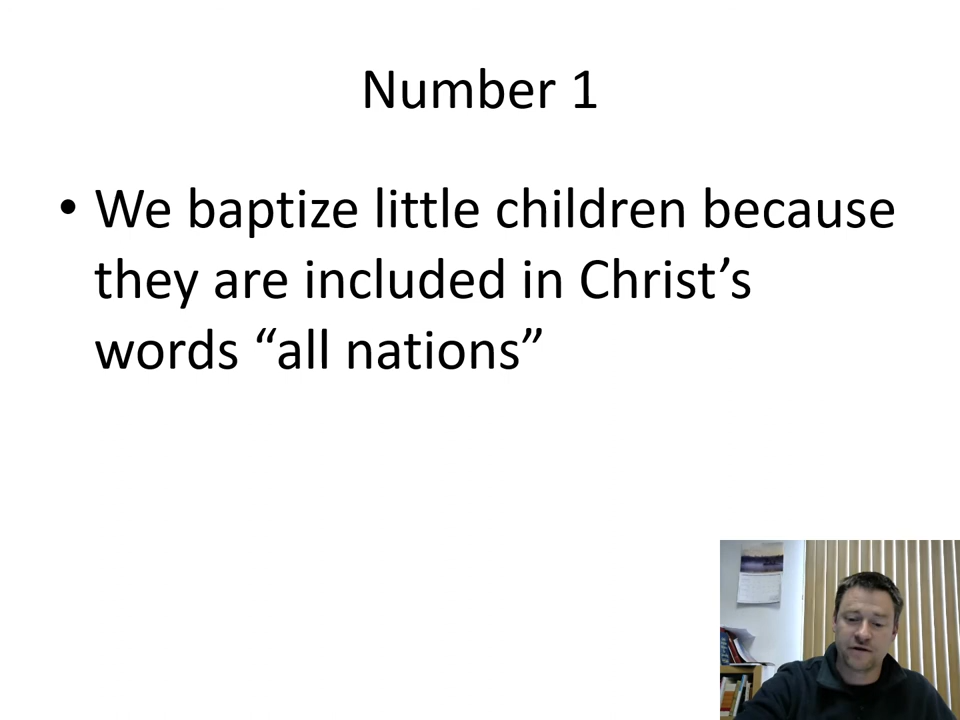 Number 1
• We baptize little children because
they are included in Christ’s
words “all nations”